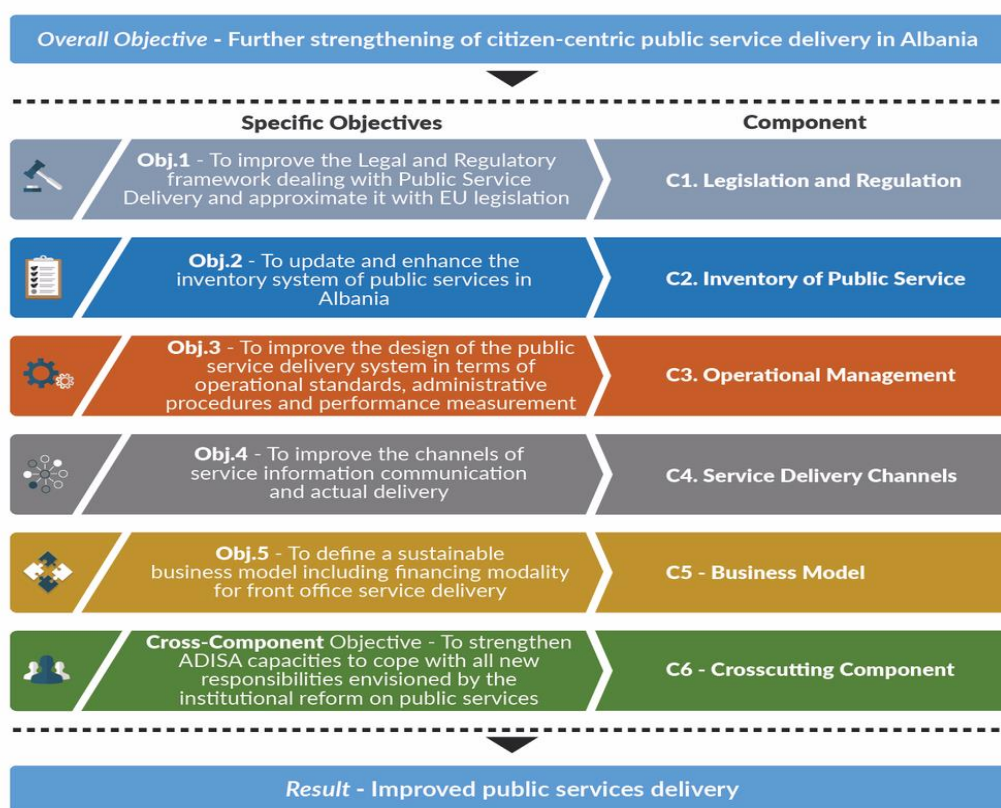 Overall Objective - Further strengthening of citizen-centric public service delivery in Albania
Specific Objectives
Component
Obj.1 - To improve the Legal and Regulatory
framework dealing with Public Service
Delivery and approximate it with EU legislation
C1. Legislation and Regulation
Obj.2 - To update and enhance the
inventory system of public services in
Albania
C2. Inventory of Public Service
Obj.3 - To improve the design of the public
service delivery system in terms of
operational standards, administrative
procedures and performance measurement
C3. Operational Management
Obj.4 - To improve the channels of
service information communication
and actual delivery
C4. Service Delivery Channels
Obj.5 - To define a sustainable
business model including financing modality
for front office service delivery
C5 - Business Model
Cross-Component Objective - To strengthen
ADISA capacities to cope with all new
responsibilities envisioned by the
institutional reform on public services
C6 - Crosscutting Component
Result - Improved public services delivery